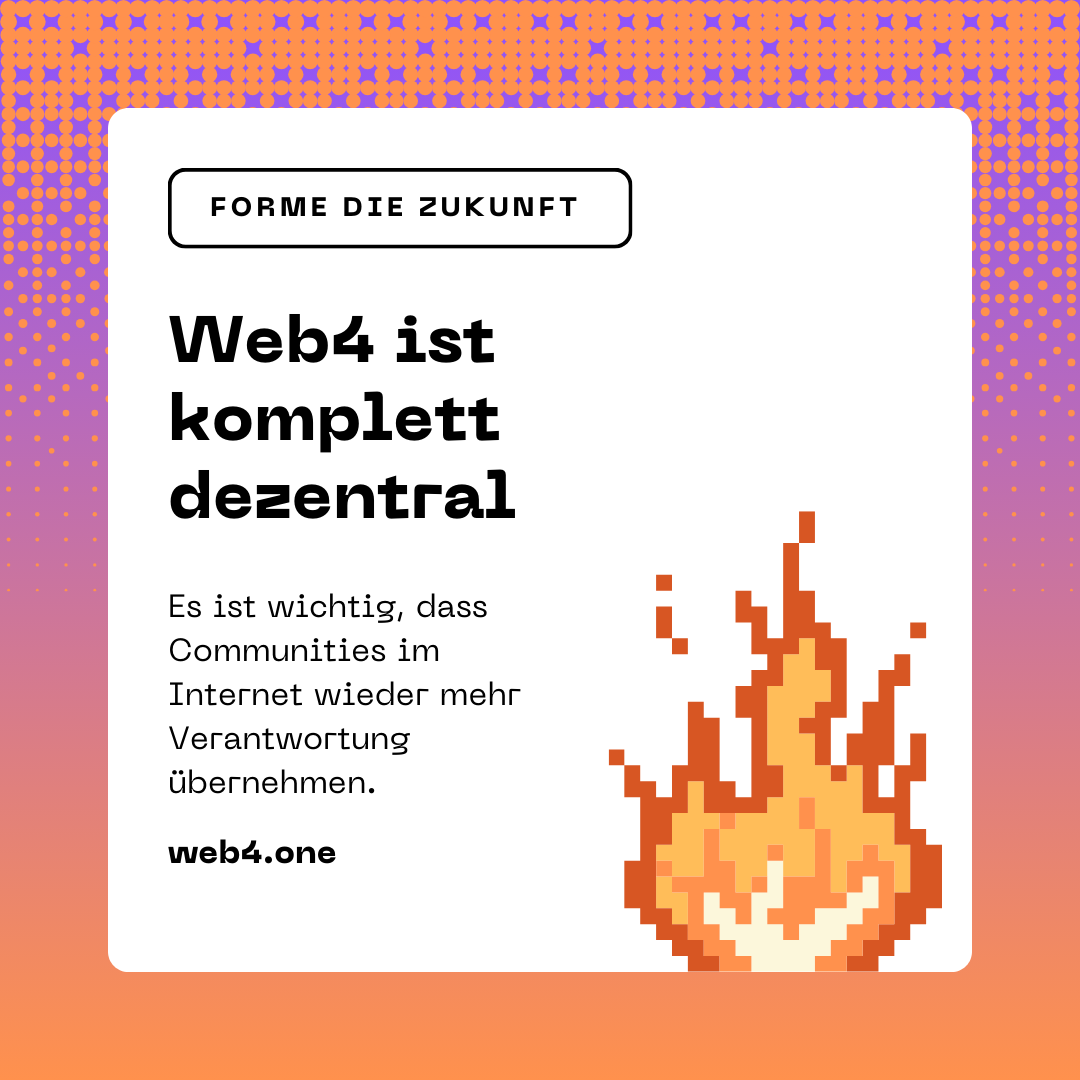 FORME DIE ZUKUNFT
Web4 ist
komplett
dezentral
Es ist wichtig, dass
Communities im
Internet wieder mehr
Verantwortung
übernehmen.
web4.one